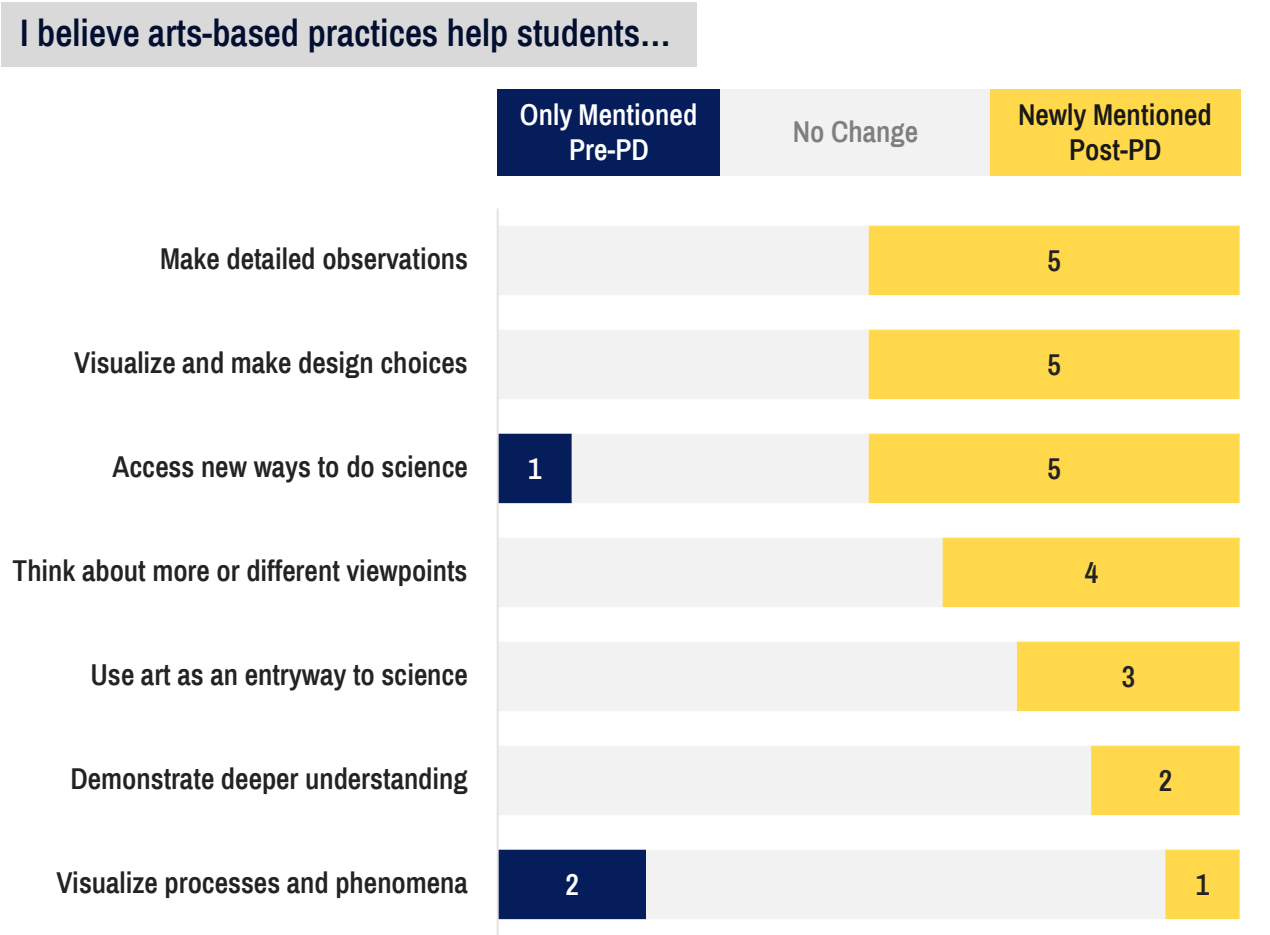 I believe arts-based practices help students…
Only Mentioned
Pre-PD
No Change
Newly Mentioned
Post-PD
Make detailed observations
5
Visualize and make design choices
5
Access new ways to do science
1
5
Think about more or different viewpoints
4
Use art as an entryway to science
3
Demonstrate deeper understanding
2
Visualize processes and phenomena
2
1